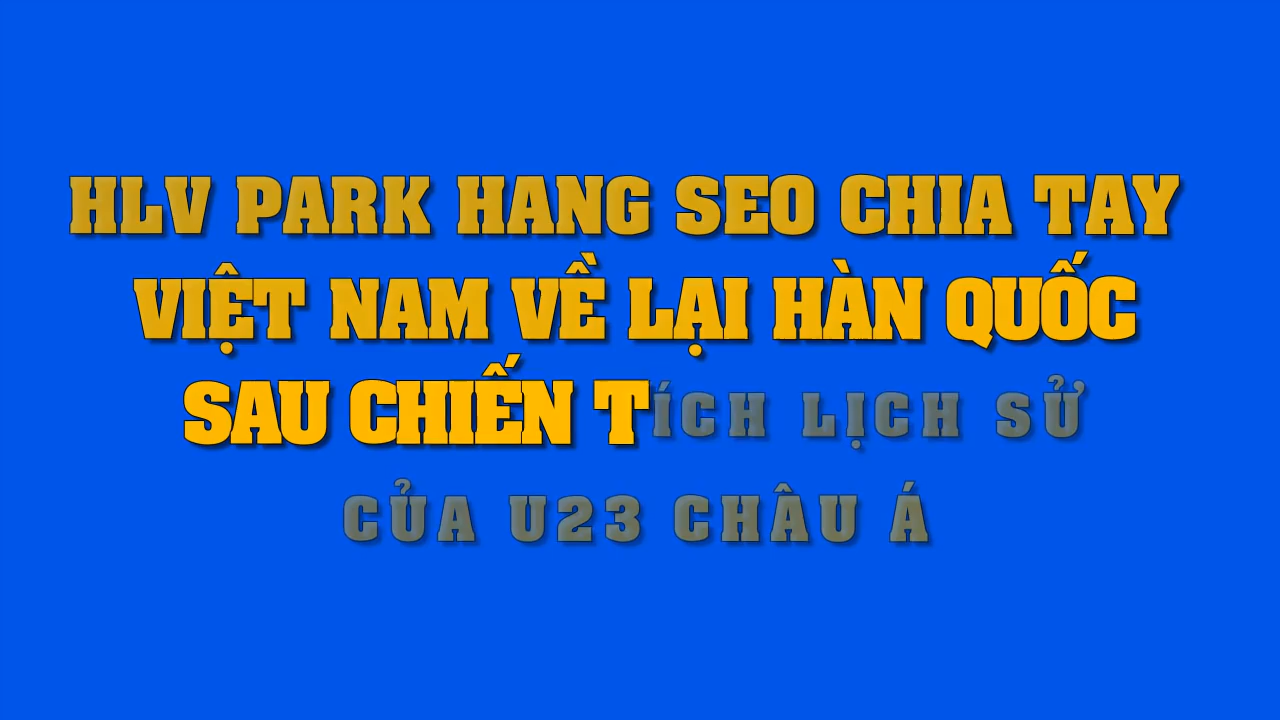 HLV PARK HANG SEO CHIA TAY
VIỆT NAM VỀ LẠI HÀN QUỐC
SAU CHIẾN TÍCH LỊCH SỬ
CỦA U23 CHÂU Á